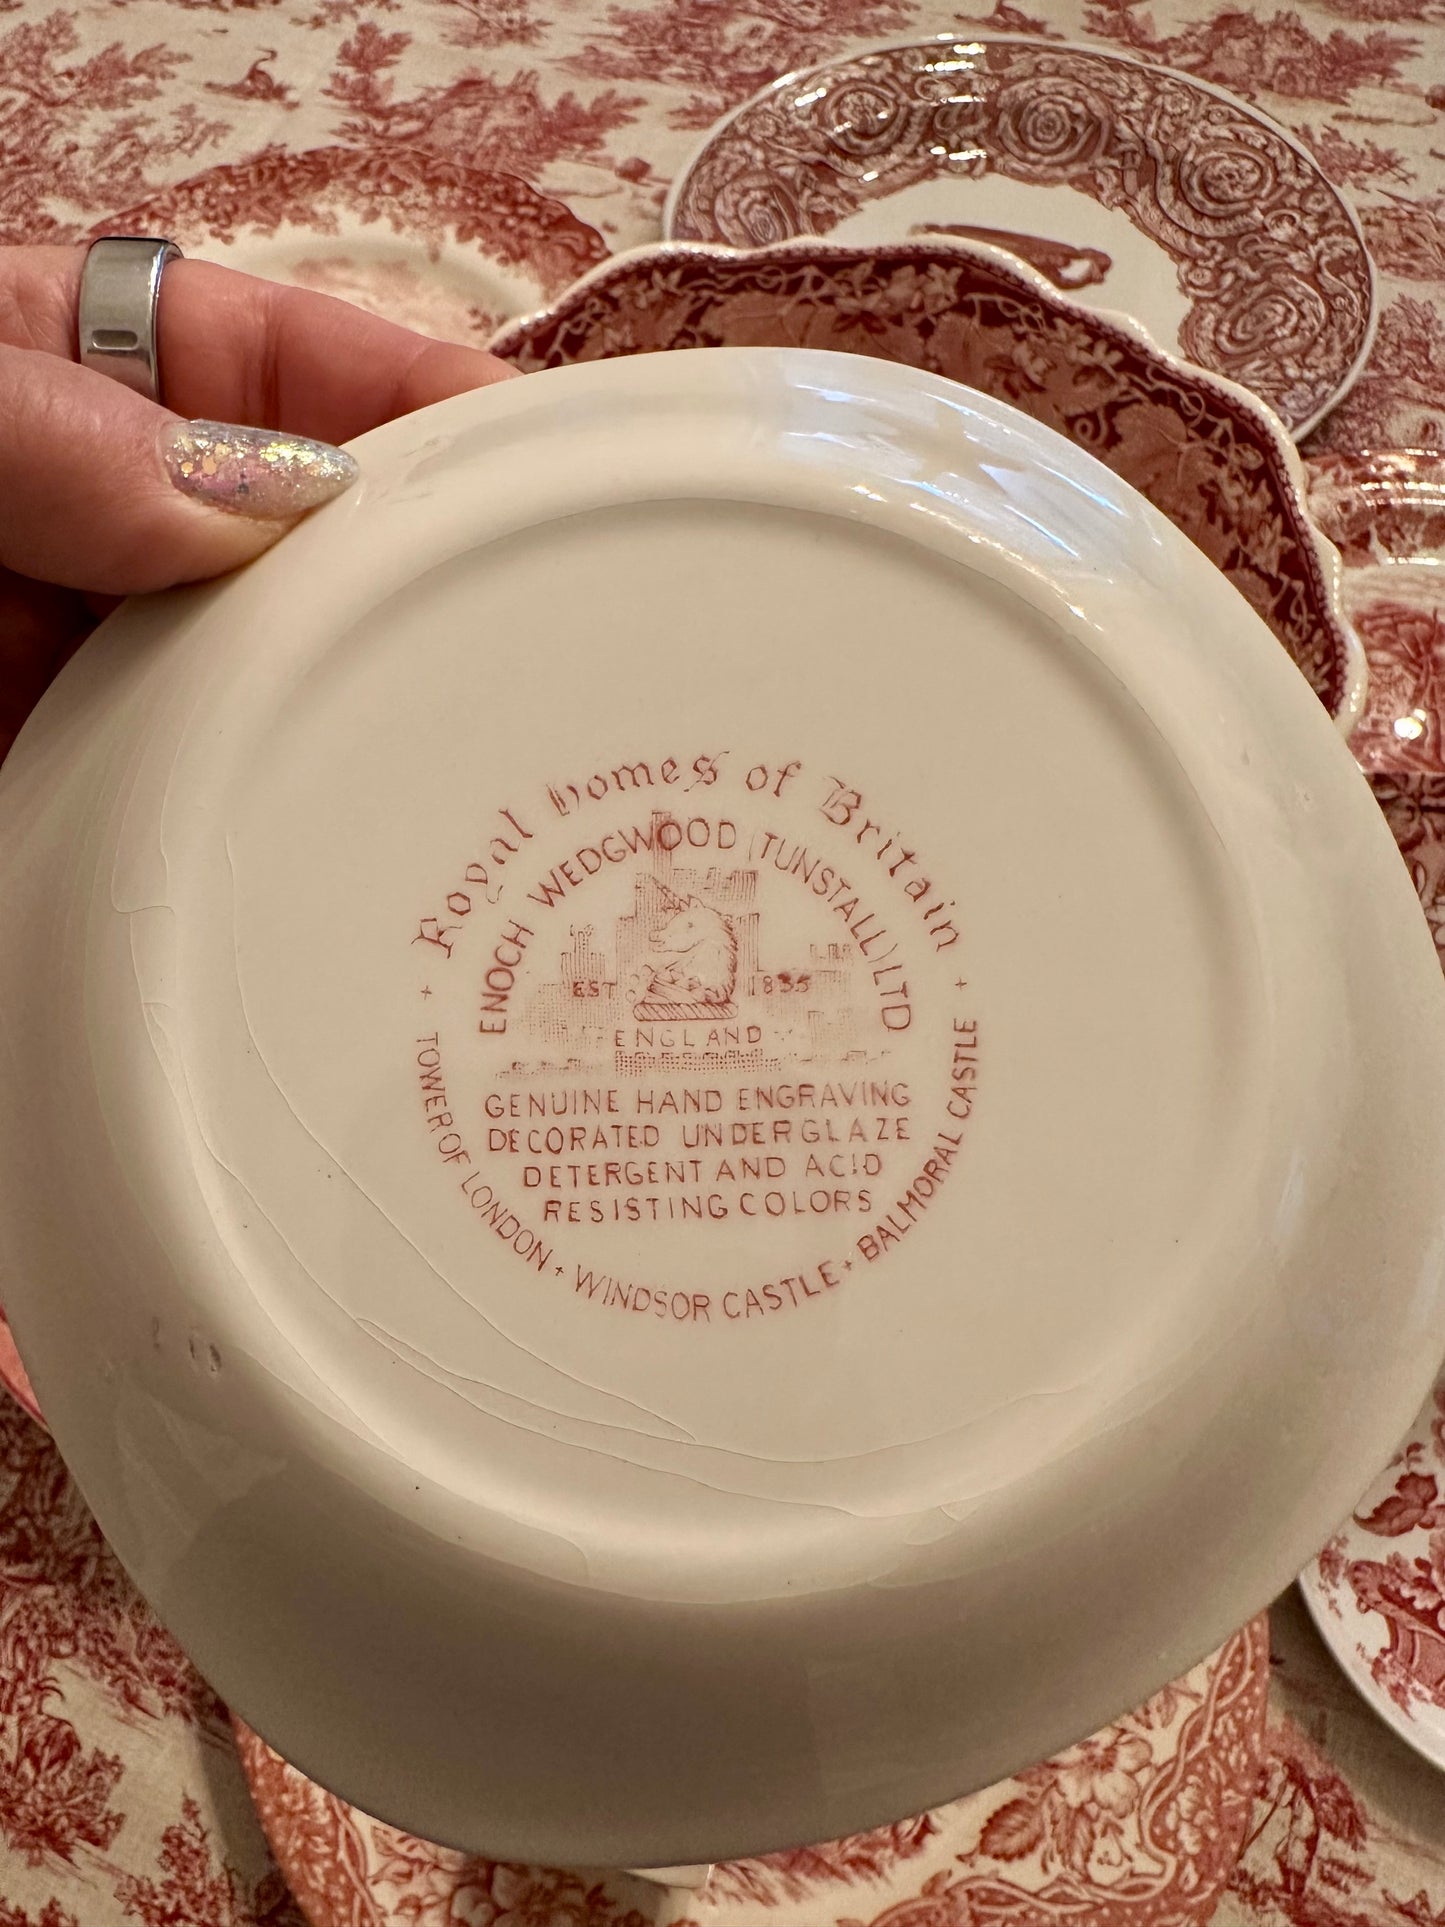 Royal homes of Britain
ENOCH WEDGWOOD (TUNSTALL) LTD
EST 1835
ENGLAND
GENUINE HAND ENGRAVING
DECORATED UNDERGLAZE
DETERGENT AND ACID
RESISTING COLORS
+ TOWER OF LONDON + WINDSOR CASTLE + BALMORAL CASTLE +